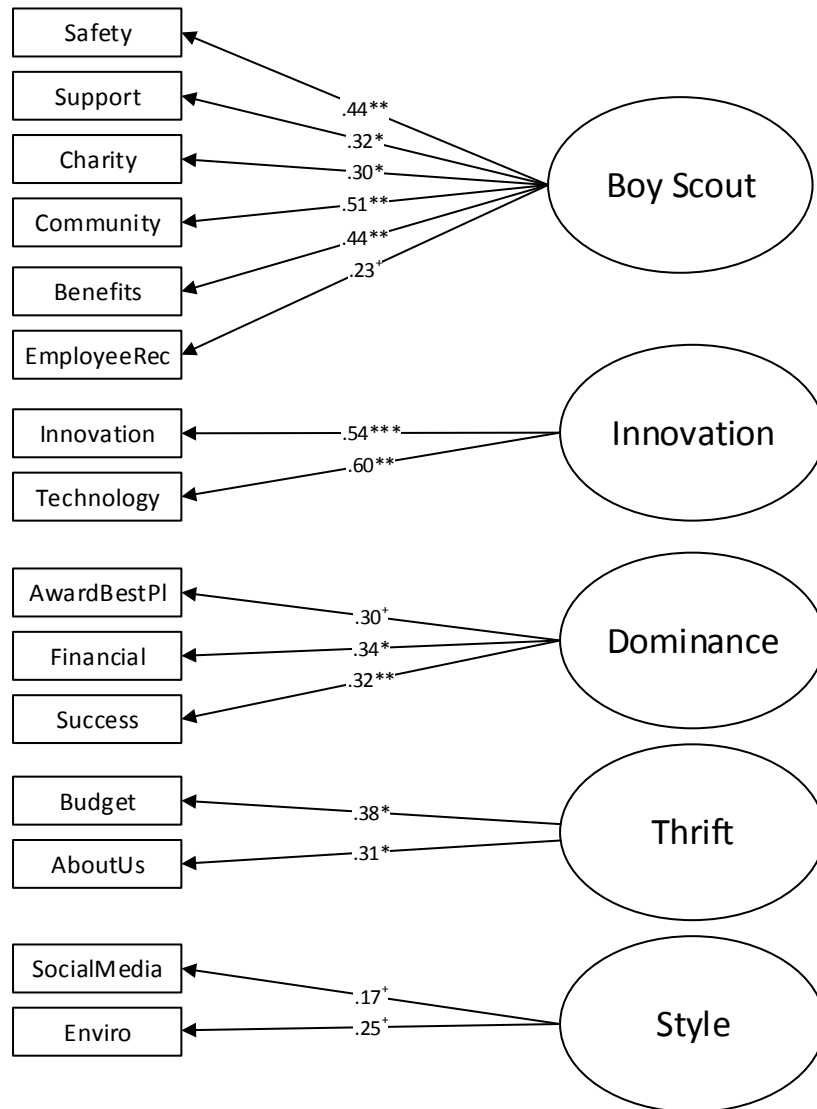 Safety
.44**
Support
.32*
Charity
.30*
Boy Scout
Community
.51**
Benefits
.44**
EmployeeRec
.23+
Innovation
.54***
Innovation
Technology
.60**
AwardBestPl
.30+
Financial
.34*
Dominance
Success
.32**
Budget
.38*
Thrift
AboutUs
.31*
SocialMedia
.17+
Enviro
.25+
Style